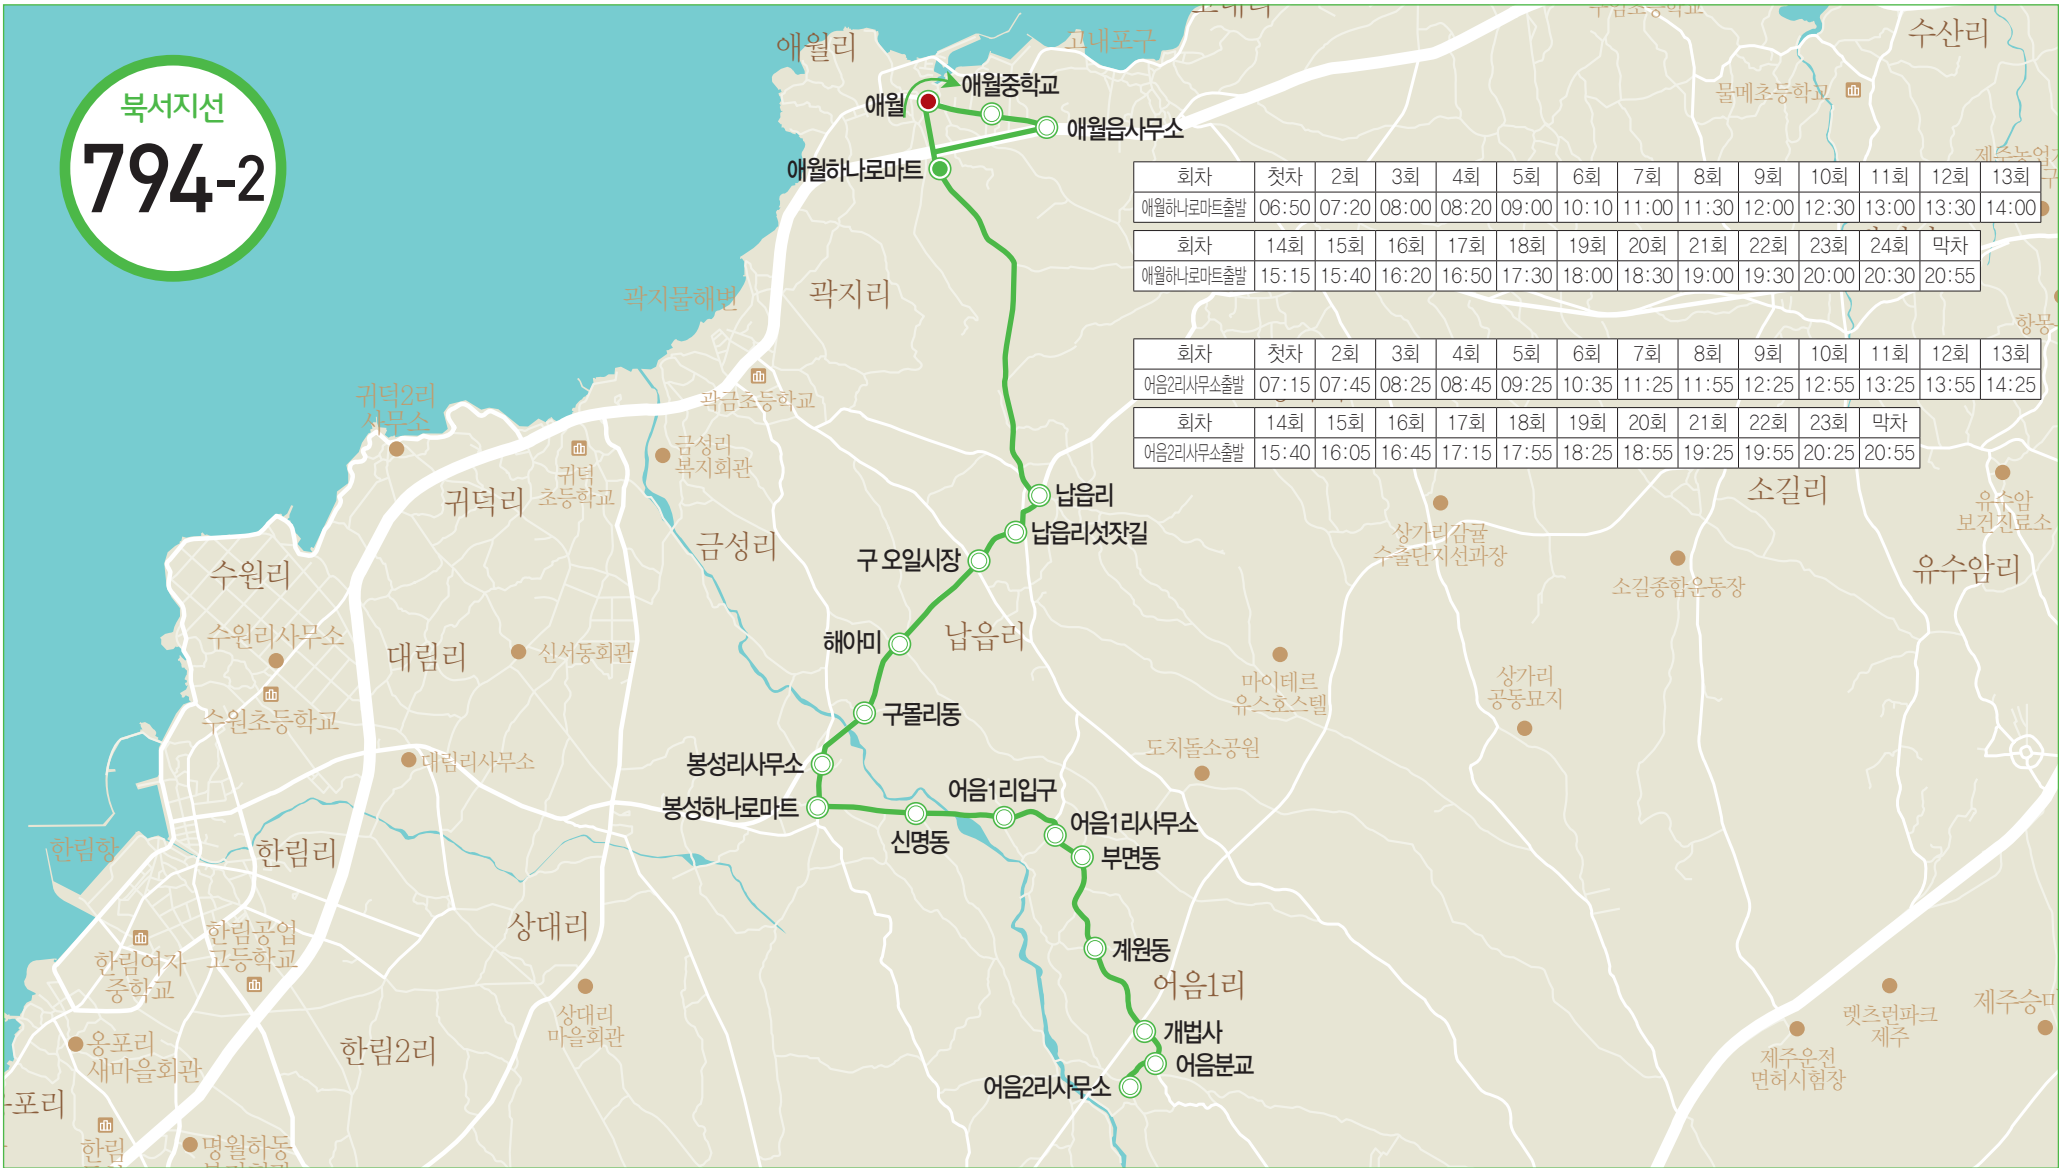 북서지선
794-2
애월리
고내포구
수산리
물메초등학교
애월
애월중학교
애월읍사무소
애월하나로마트
회차 첫차 2회 3회 4회 5회 6회 7회 8회 9회 10회 11회 12회 13회
애월하나로마트출발 06:50 07:20 08:00 08:20 09:00 10:10 11:00 11:30 12:00 12:30 13:00 13:30 14:00
회차 14회 15회 16회 17회 18회 19회 20회 21회 22회 23회 24회 막차
애월하나로마트출발 15:15 15:40 16:20 16:50 17:30 18:00 18:30 19:00 19:30 20:00 20:30 20:55
곽지물해변
곽지리
항몽
회차 첫차 2회 3회 4회 5회 6회 7회 8회 9회 10회 11회 12회 13회
어음2리사무소출발 07:15 07:45 08:25 08:45 09:25 10:35 11:25 11:55 12:25 12:55 13:25 13:55 14:25
회차 14회 15회 16회 17회 18회 19회 20회 21회 22회 23회 막차
어음2리사무소출발 15:40 16:05 16:45 17:15 17:55 18:25 18:55 19:25 19:55 20:25 20:55
귀덕2리
사무소
곽금초등학교
금성리
복지회관
귀덕
초등학교
귀덕리
납읍리
소길리
유수암
보건진료소
납읍리섯잣길
상가리감귤
수출단지선과장
금성리
구 오일시장
수원리
유수암리
소길종합운동장
수원리사무소
대림리
신서동회관
해아미
납읍리
마이테르
유스호스텔
상가리
공동묘지
수원초등학교
구몰리동
대림리사무소
봉성리사무소
도치돌소공원
봉성하나로마트
어음1리입구
신명동
어음1리사무소
부면동
한림항
한림리
상대리
한림공업
고등학교
한림여자
중학교
계원동
어음1리
렛츠런파크
제주
제주승마
상대리
마을회관
개법사
옹포리
새마을회관
한림2리
어음분교
제주운전
면허시험장
어음2리사무소
포리
한림
명월하동